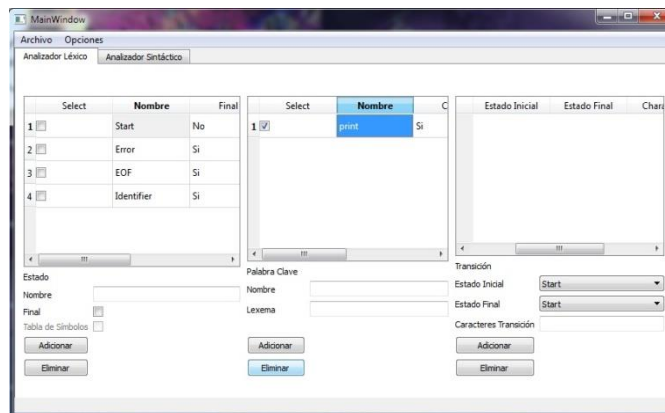 MainWindow
Archivo Opciones
Analizador Léxico Analizador Sintáctico
Select Nombre Final
1 Start No
2 Error Si
3 EOF Si
4 Identifier Si
Estado
Nombre
Final
Tabla de Símbolos
Adicionar
Eliminar
Select Nombre C
1 print Si
Palabra Clave
Nombre
Lexema
Adicionar
Eliminar
Estado Inicial Estado Final Chara
Transición
Estado Inicial Start
Estado Final Start
Caracteres Transición
Adicionar
Eliminar